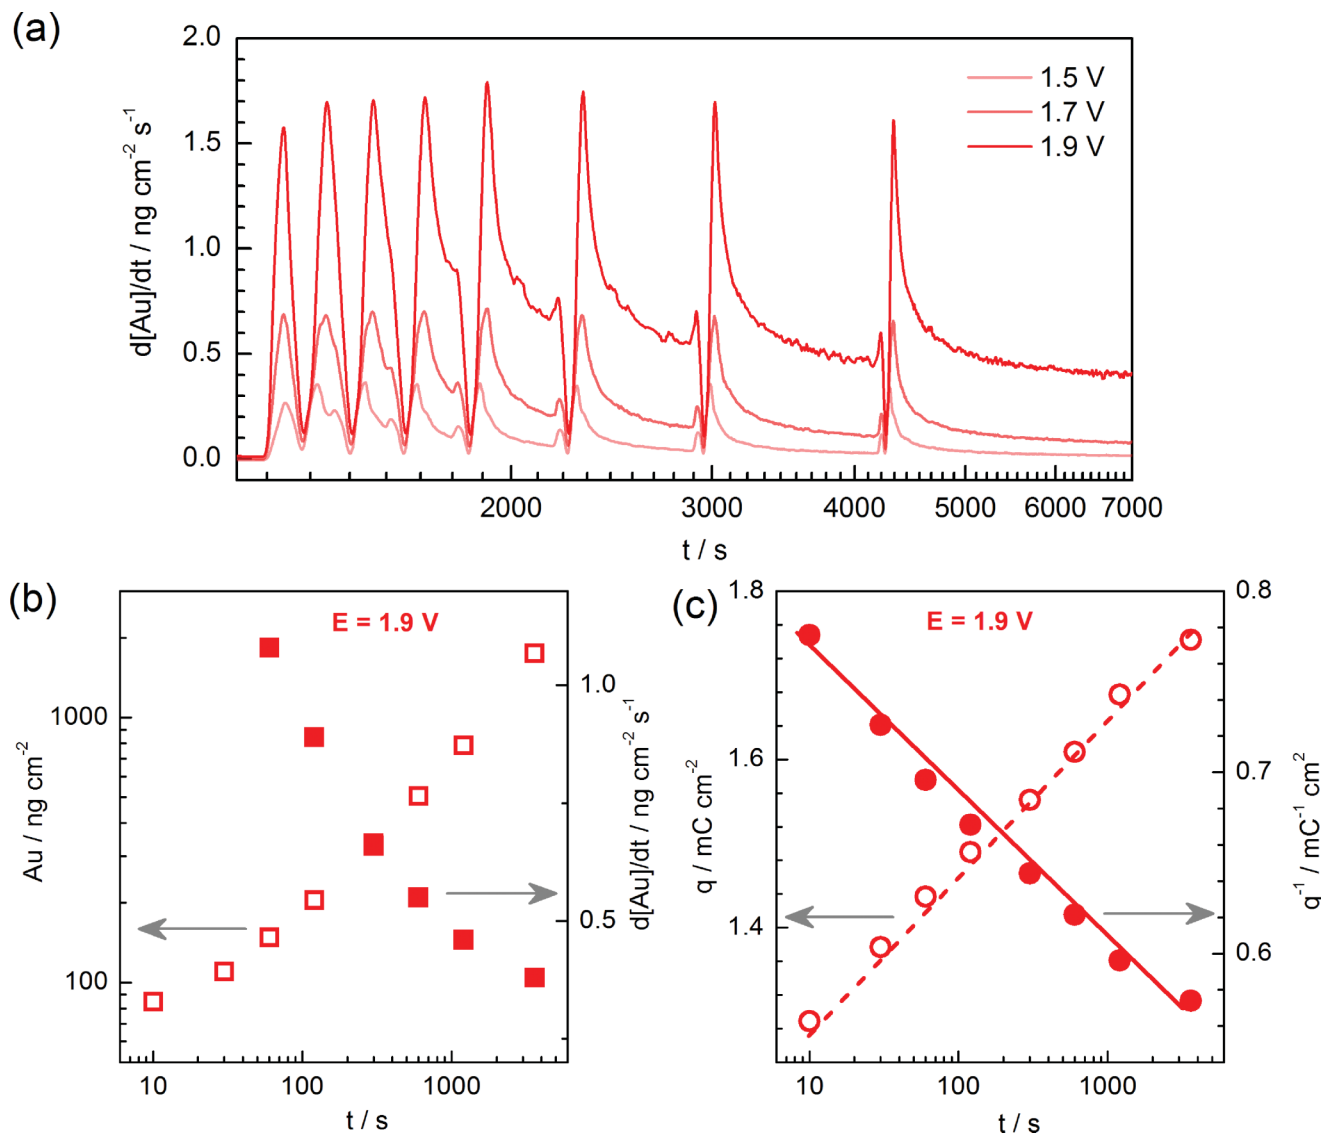 (a)
2.0
1.5
1.0
0.5
0.0
d[Au]/dt / ng cm⁻² s⁻¹
1.5 V
1.7 V
1.9 V
2000 3000 4000 5000 6000 7000
t / s
(b)
E = 1.9 V
1000
100
Au / ng cm⁻²
1.0
0.5
d[Au]/dt / ng cm⁻² s⁻¹
10 100 1000
t / s
(c)
E = 1.9 V
1.8
1.6
1.4
q / mC cm⁻²
0.8
0.7
0.6
q⁻¹ / mC⁻¹ cm²
10 100 1000
t / s